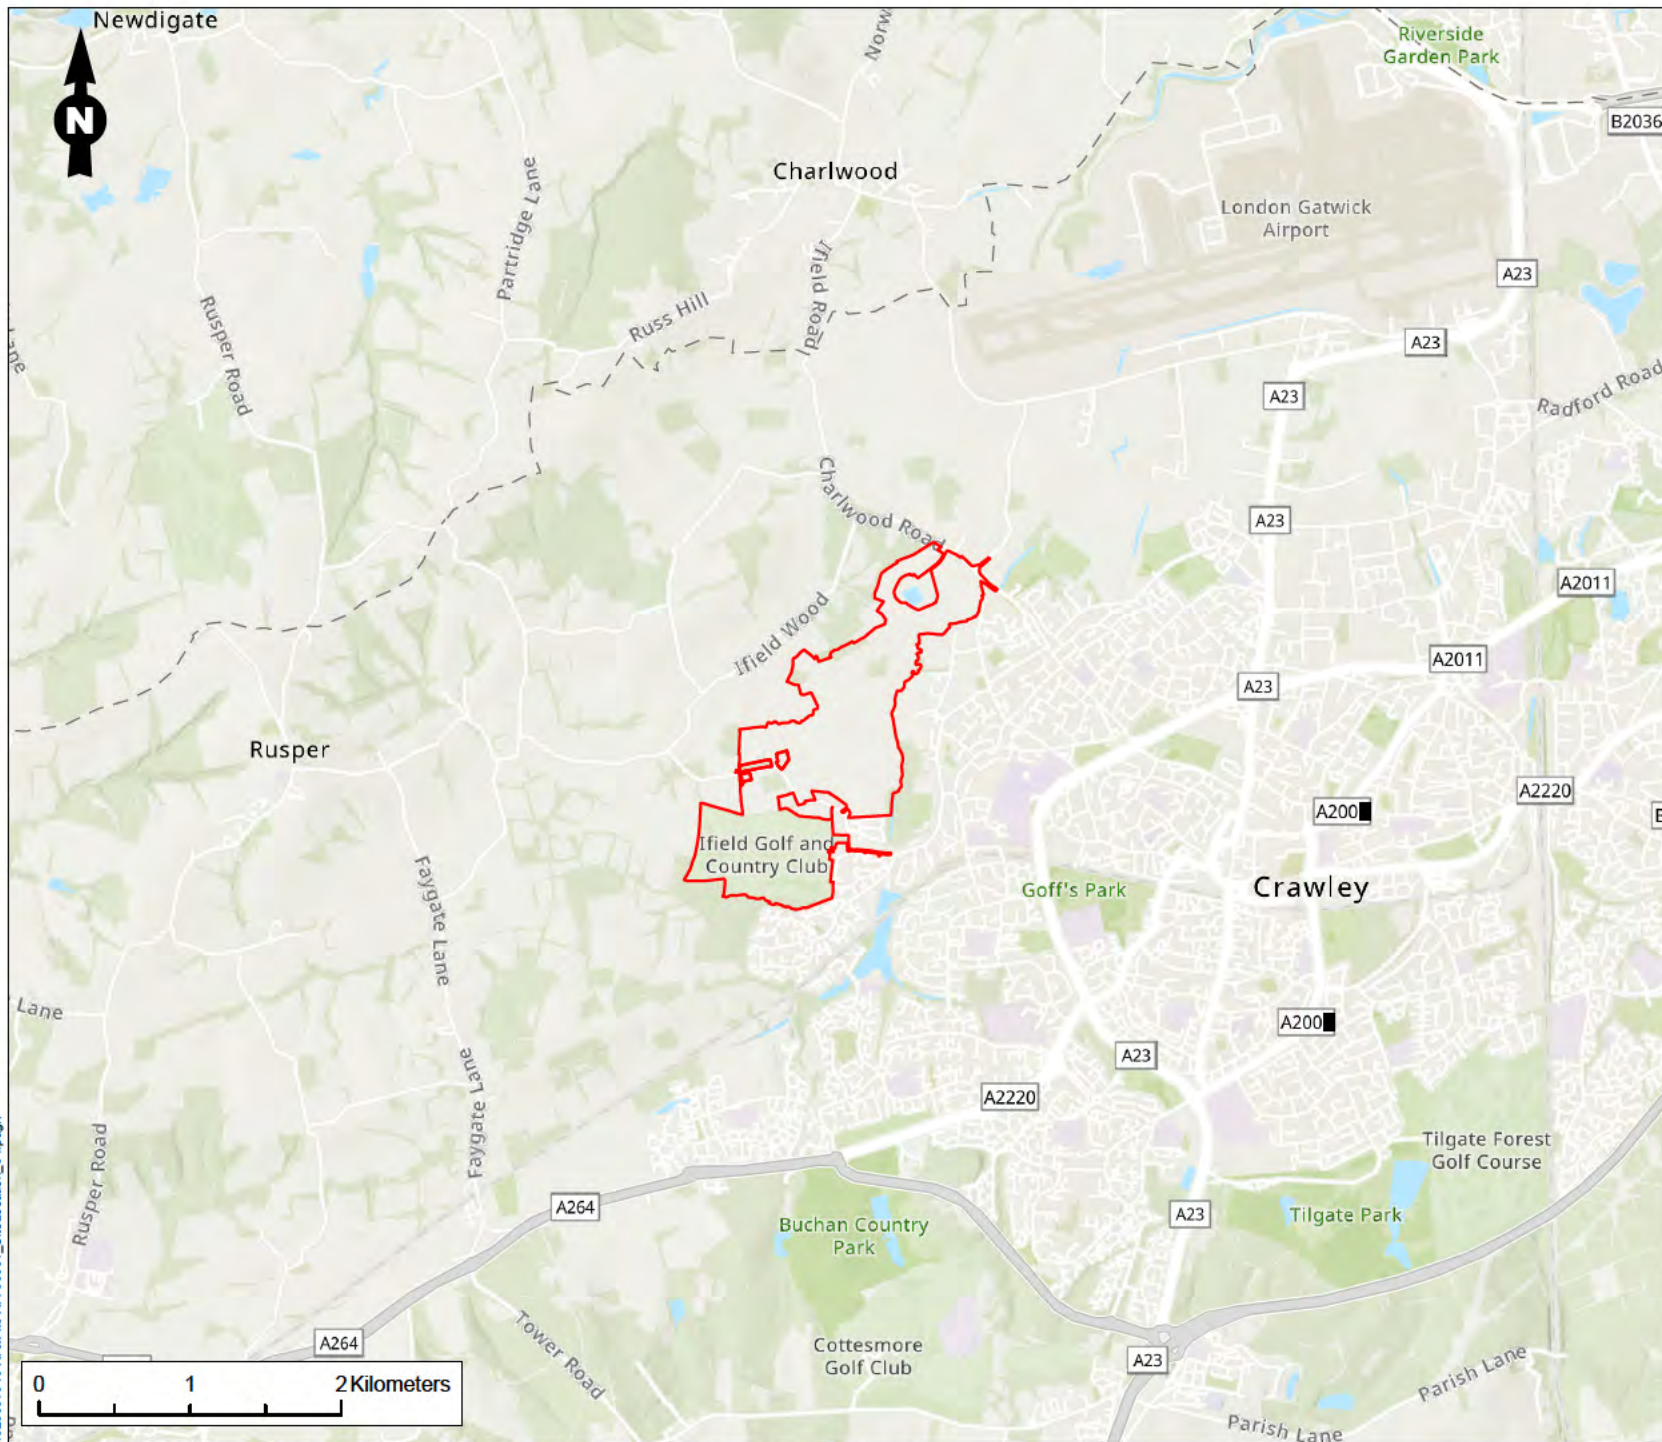 Newdigate
N
Norw
Riverside
Garden Park
B2036
Charlwood
London Gatwick
Airport
Partridge Lane
Ifield Road
A23
Russ Hill
Rusper Road
Lane
A23
A23
Radford Road
Charlwood Road
A23
A2011
Ifield Wood
A2011
A23
Rusper
A2220
A200
Ifield Golf and
Country Club
Goff's Park
Crawley
Faygate Lane
Lane
A200
A23
Faygate Lane
A2220
Rusper Road
Tilgate Forest
Golf Course
A264
A23
Tilgate Park
Buchan Country
Park
Tower Road
A264
Cottesmore
Golf Club
A23
Parish Lane
Parish Lane
0 1 2 Kilometers